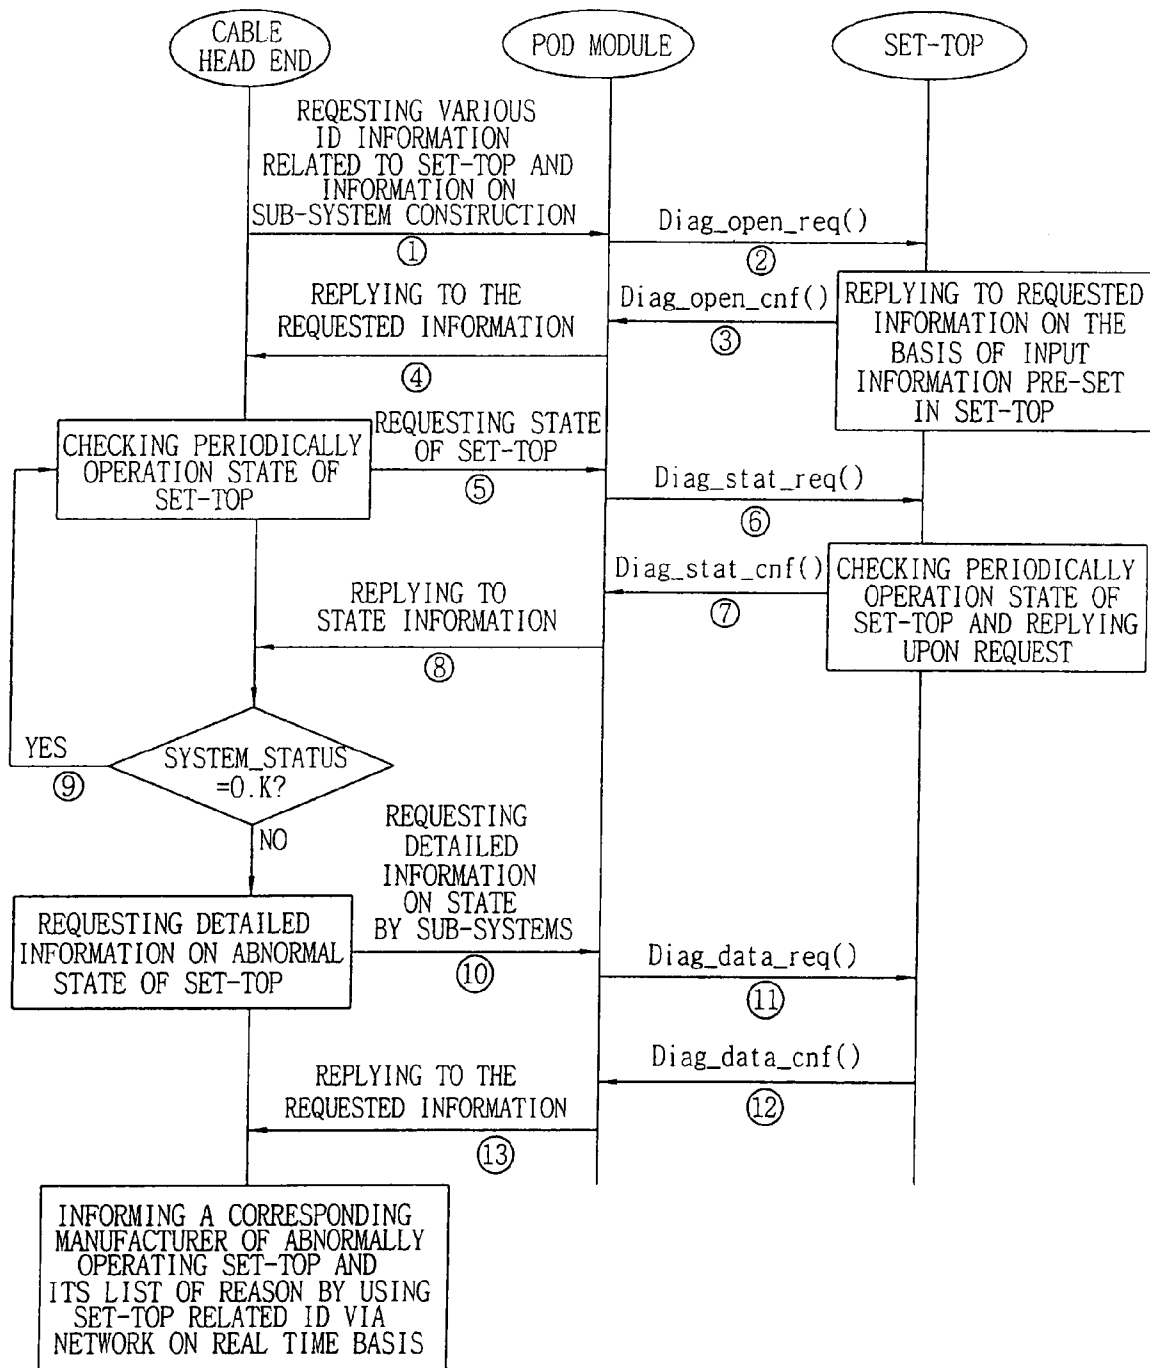 CABLE
HEAD END
POD MODULE
SET-TOP
REQESTING VARIOUS
ID INFORMATION
RELATED TO SET-TOP AND
INFORMATION ON
SUB-SYSTEM CONSTRUCTION
①
Diag_open_req()
②
REPLYING TO THE
REQUESTED INFORMATION
④
Diag_open_cnf()
③
REPLYING TO REQUESTED
INFORMATION ON THE
BASIS OF INPUT
INFORMATION PRE-SET
IN SET-TOP
CHECKING PERIODICALLY
OPERATION STATE OF
SET-TOP
REQUESTING STATE
OF SET-TOP
⑤
Diag_stat_req()
⑥
Diag_stat_cnf()
⑦
CHECKING PERIODICALLY
OPERATION STATE OF
SET-TOP AND REPLYING
UPON REQUEST
REPLYING TO
STATE INFORMATION
⑧
YES
⑨
SYSTEM_STATUS
=O.K?
NO
REQUESTING DETAILED
INFORMATION ON ABNORMAL
STATE OF SET-TOP
REQUESTING
DETAILED
INFORMATION
ON STATE
BY SUB-SYSTEMS
⑩
Diag_data_req()
⑪
Diag_data_cnf()
⑫
REPLYING TO THE
REQUESTED INFORMATION
⑬
INFORMING A CORRESPONDING
MANUFACTURER OF ABNORMALLY
OPERATING SET-TOP AND
ITS LIST OF REASON BY USING
SET-TOP RELATED ID VIA
NETWORK ON REAL TIME BASIS